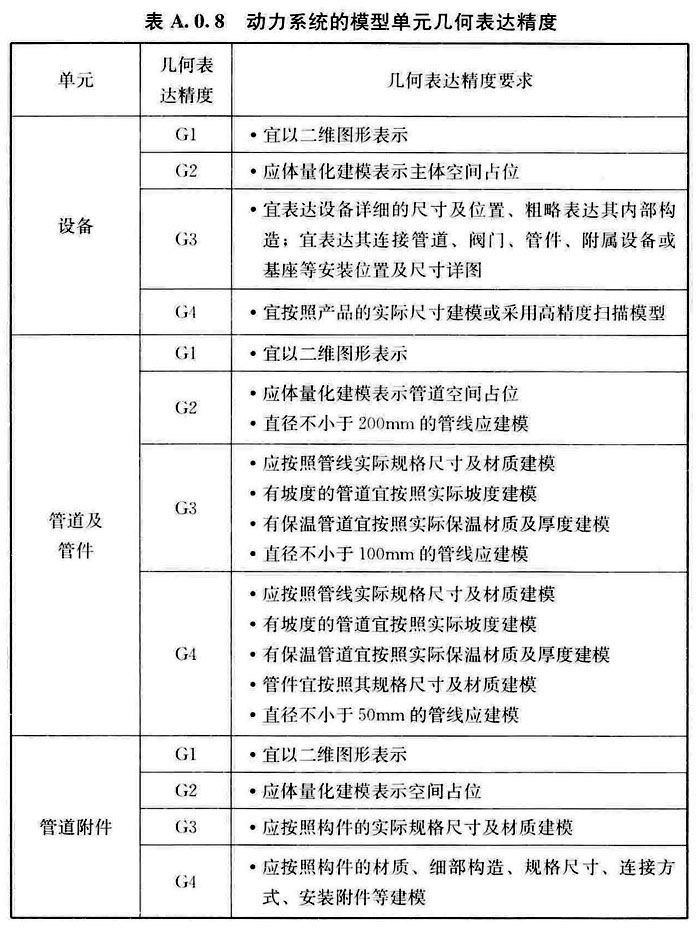 表 A.0.8 动力系统的模型单元几何表达精度
单元
几何表
达精度
几何表达精度要求
设备
G1
•宜以二维图形表示
G2
•应体量化建模表示主体空间占位
G3
•宜表达设备详细的尺寸及位置、粗略表达其内部构
造；宜表达其连接管道、阀门、管件、附属设备或
基座等安装位置及尺寸详图
G4
•宜按照产品的实际尺寸建模或采用高精度扫描模型
管道及
管件
G1
•宜以二维图形表示
G2
•应体量化建模表示管道空间占位
•直径不小于 200mm 的管线应建模
G3
•应按照管线实际规格尺寸及材质建模
•有坡度的管道宜按照实际坡度建模
•有保温管道宜按照实际保温材质及厚度建模
•直径不小于 100mm 的管线应建模
G4
•应按照管线实际规格尺寸及材质建模
•有坡度的管道宜按照实际坡度建模
•有保温管道宜按照实际保温材质及厚度建模
•管件宜按照其规格尺寸及材质建模
•直径不小于 50mm 的管线应建模
管道附件
G1
•宜以二维图形表示
G2
•应体量化建模表示空间占位
G3
•应按照构件的实际规格尺寸及材质建模
G4
•应按照构件的材质、细部构造、规格尺寸、连接方
式、安装附件等建模